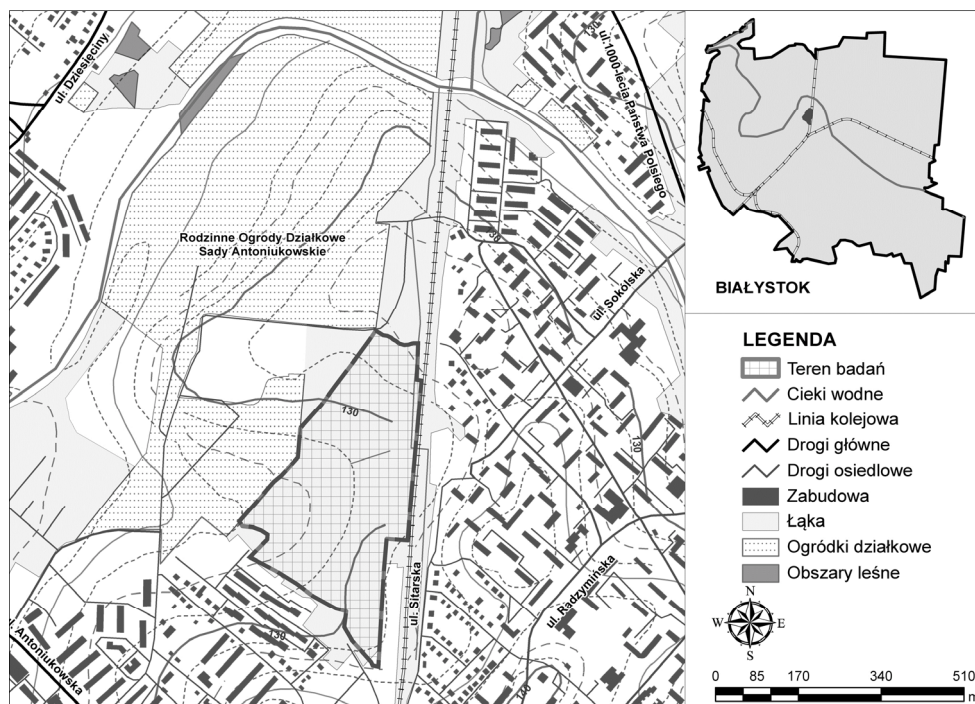 ul. Dziesięciny
130
ul.1000-lecia Państwa Polsiego
Rodzinne Ogrody Działkowe
Sady Antoniukowskie
130
ul. Sokólska
130
130
ul. Radzymińska
ul. Sitarska
130
Antoniukowska
BIAŁYSTOK
LEGENDA
Teren badań
Cieki wodne
Linia kolejowa
Drogi główne
Drogi osiedlowe
Zabudowa
Łąka
Ogródki działkowe
Obszary leśne
N
W E
S
0 85 170 340 510
m